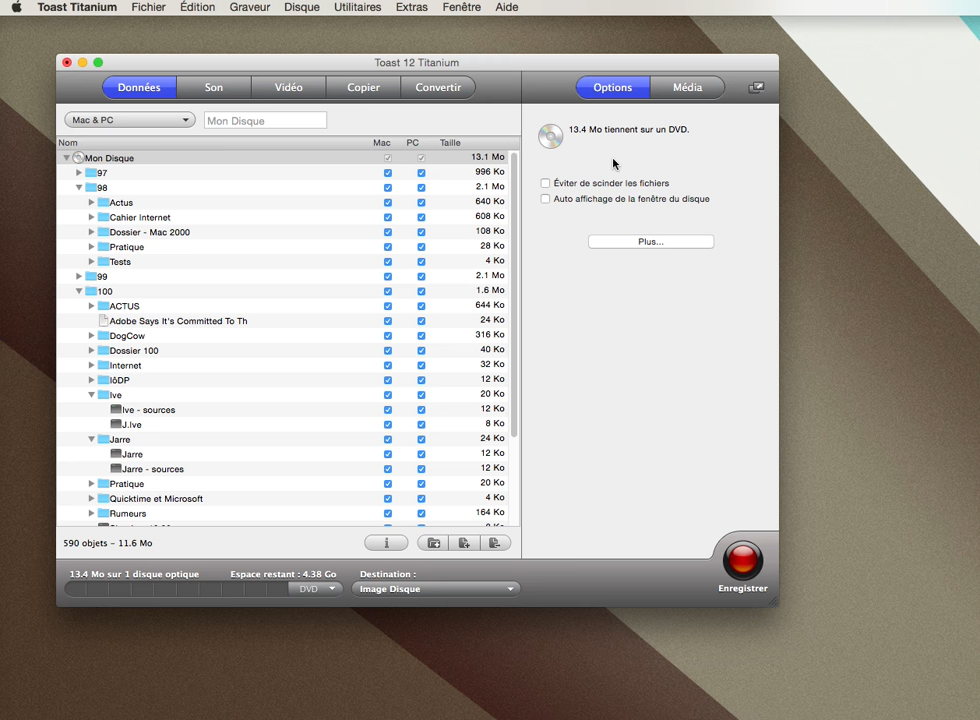 Toast Titanium Fichier Édition Graveur Disque Utilitaires Extras Fenêtre Aide
Toast 12 Titanium
Données Son Vidéo Copier Convertir Options Média
Mac & PC Mon Disque
13.4 Mo tiennent sur un DVD.
Éviter de scinder les fichiers
Auto affichage de la fenêtre du disque
Plus...
Nom Mac PC Taille
Mon Disque 13.1 Mo
97 996 Ko
98 2.1 Mo
Actus 640 Ko
Cahier Internet 608 Ko
Dossier - Mac 2000 108 Ko
Pratique 28 Ko
Tests 4 Ko
99 2.1 Mo
100 1.6 Mo
ACTUS 644 Ko
Adobe Says It's Committed To Th 24 Ko
DogCow 316 Ko
Dossier 100 40 Ko
Internet 32 Ko
IôDP 12 Ko
Ive 20 Ko
Ive - sources 12 Ko
J.Ive 8 Ko
Jarre 24 Ko
Jarre 12 Ko
Jarre - sources 12 Ko
Pratique 20 Ko
Quicktime et Microsoft 4 Ko
Rumeurs 164 Ko
590 objets - 11.6 Mo
13.4 Mo sur 1 disque optique Espace restant : 4.38 Go
DVD
Destination :
Image Disque
Enregistrer